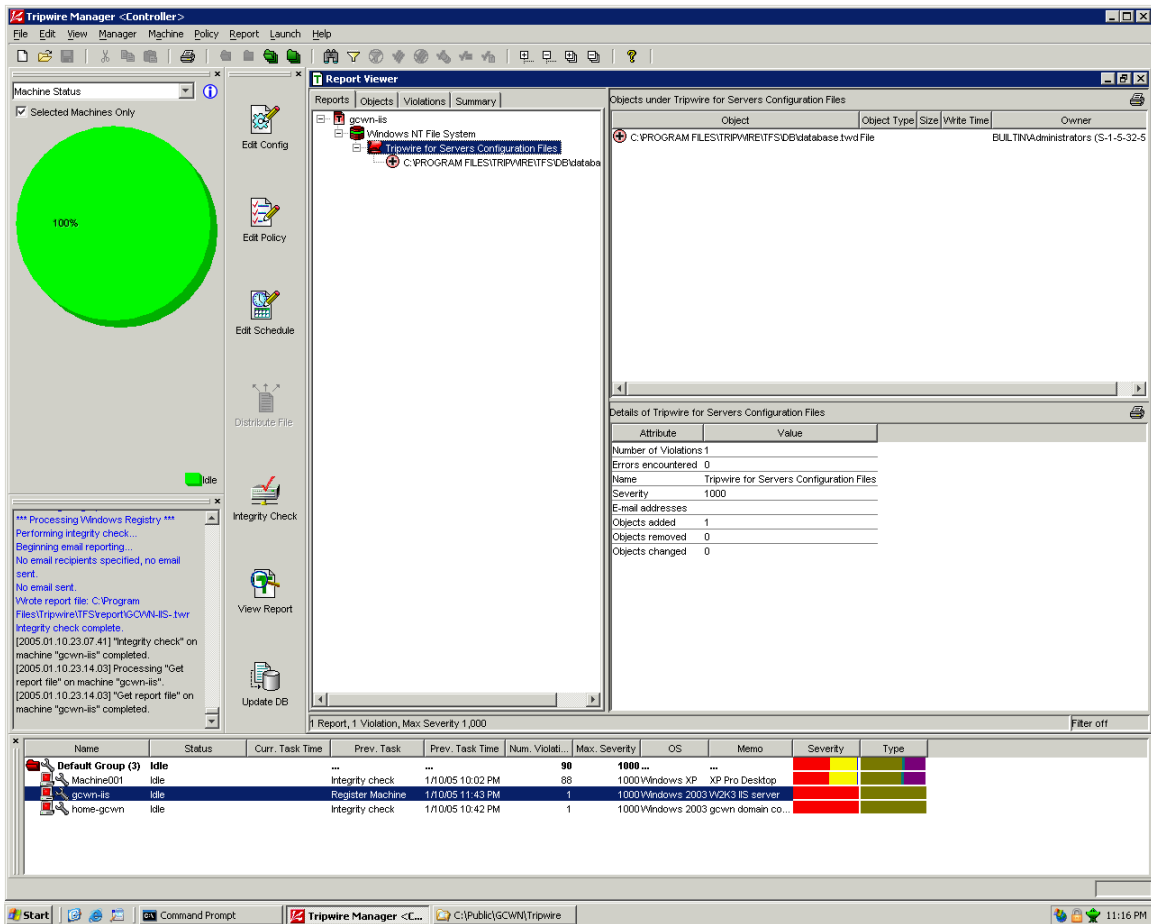 Tripwire Manager <Controller>
File Edit View Manager Machine Policy Report Launch Help
Machine Status
Selected Machines Only
100%
Idle
*** Processing Windows Registry ***
Performing integrity check...
Beginning email reporting...
No email recipients specified, no email
sent.
No email sent.
Wrote report file: C:\Program
Files\Tripwire\TFS\report\GCWN-IIS-.twr
Integrity check complete.
[2005.01.10.23.07.41] "Integrity check" on
machine "gcwn-iis" completed.
[2005.01.10.23.14.03] Processing "Get
report file" on machine "gcwn-iis".
[2005.01.10.23.14.03] "Get report file" on
machine "gcwn-iis" completed.
Edit Config
Edit Policy
Edit Schedule
Distribute File
Integrity Check
View Report
Update DB
Report Viewer
Reports Objects Violations Summary
gcwn-iis
Windows NT File System
Tripwire for Servers Configuration Files
C:\PROGRAM FILES\TRIPWIRE\TFS\DB\databa
Objects under Tripwire for Servers Configuration Files
Object Object Type Size Write Time Owner
C:\PROGRAM FILES\TRIPWIRE\TFS\DB\database.twd File BUILTIN\Administrators (S-1-5-32-5
Details of Tripwire for Servers Configuration Files
Attribute Value
Number of Violations 1
Errors encountered 0
Name Tripwire for Servers Configuration Files
Severity 1000
E-mail addresses
Objects added 1
Objects removed 0
Objects changed 0
1 Report, 1 Violation, Max Severity 1,000 Filter off
Name Status Curr. Task Time Prev. Task Prev. Task Time Num. Violati... Max. Severity OS Memo Severity Type
Default Group (3) Idle ... ... 90 1000 ... ...
Machine001 Idle Integrity check 1/10/05 10:02 PM 88 1000 Windows XP XP Pro Desktop
gcwn-iis Idle Register Machine 1/10/05 11:43 PM 1 1000 Windows 2003 W2K3 IIS server
home-gcwn Idle Integrity check 1/10/05 10:42 PM 1 1000 Windows 2003 gcwn domain co...
Start Command Prompt Tripwire Manager <C... C:\Public\GCWN\Tripwire 11:16 PM